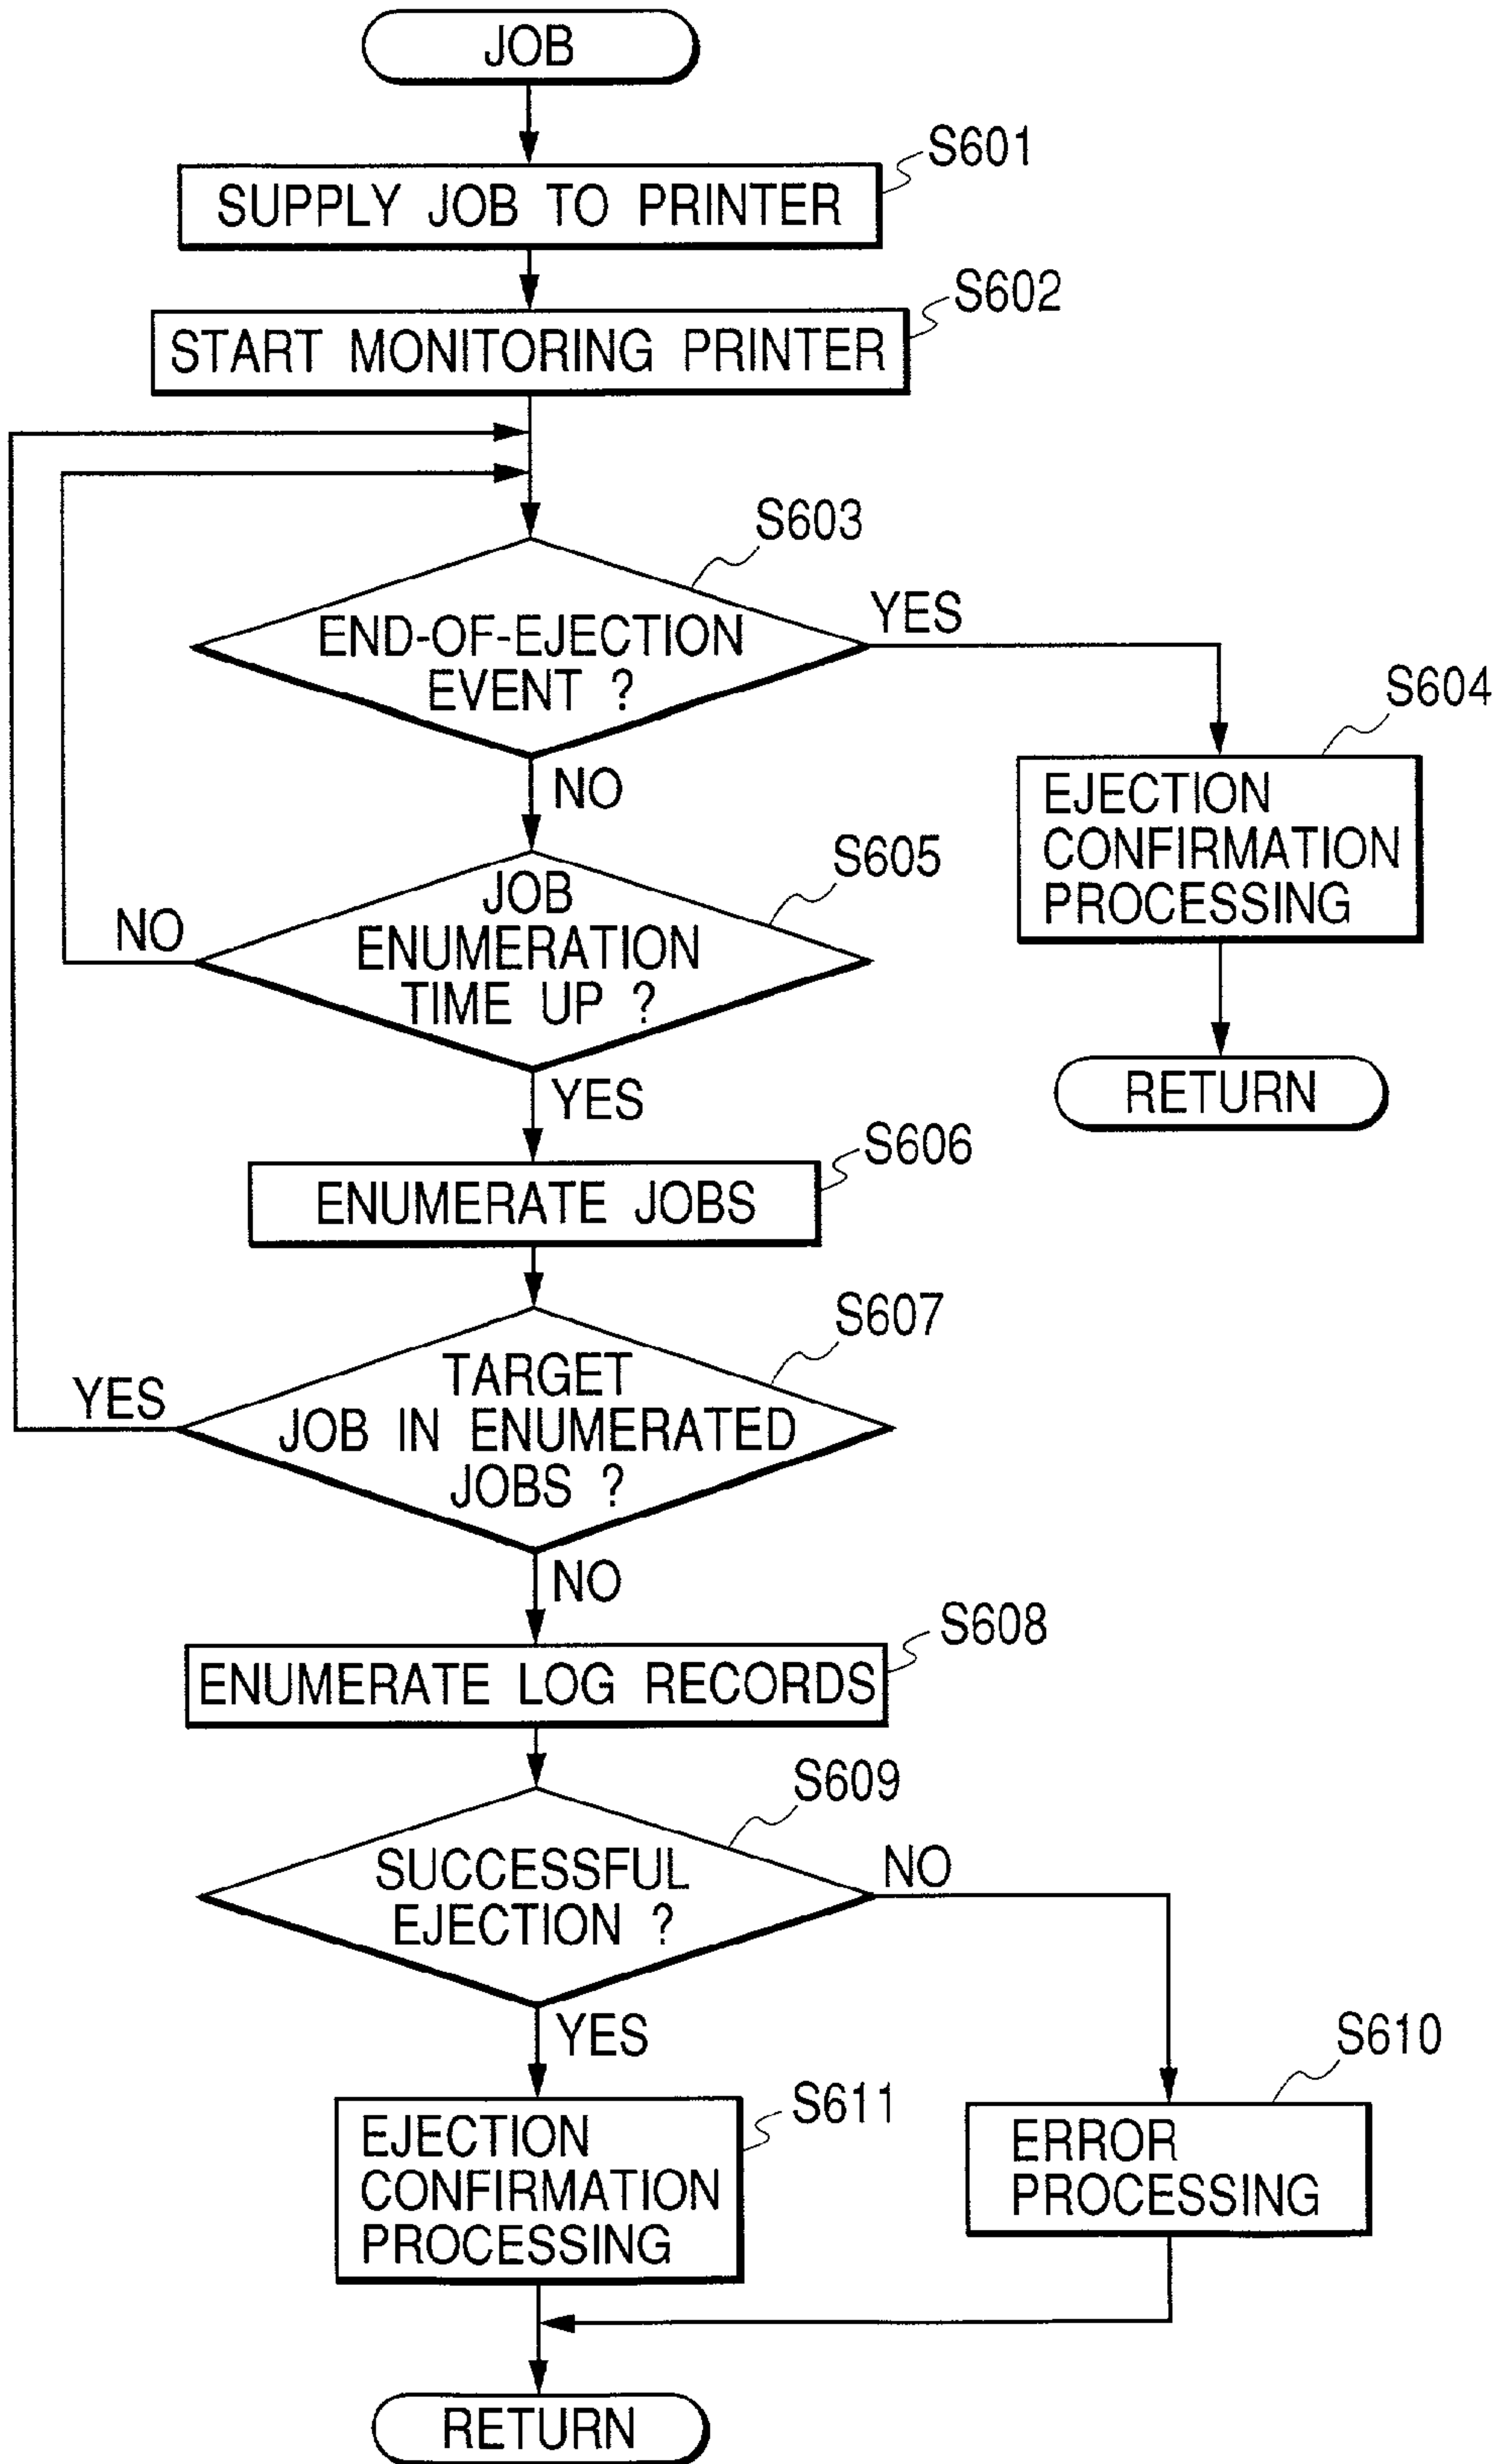 JOB
S601
SUPPLY JOB TO PRINTER
S602
START MONITORING PRINTER
S603
END-OF-EJECTION
EVENT ?
YES
NO
S604
EJECTION
CONFIRMATION
PROCESSING
RETURN
S605
JOB
ENUMERATION
TIME UP ?
NO
YES
S606
ENUMERATE JOBS
S607
TARGET
JOB IN ENUMERATED
JOBS ?
YES
NO
S608
ENUMERATE LOG RECORDS
S609
SUCCESSFUL
EJECTION ?
NO
YES
S610
ERROR
PROCESSING
S611
EJECTION
CONFIRMATION
PROCESSING
RETURN